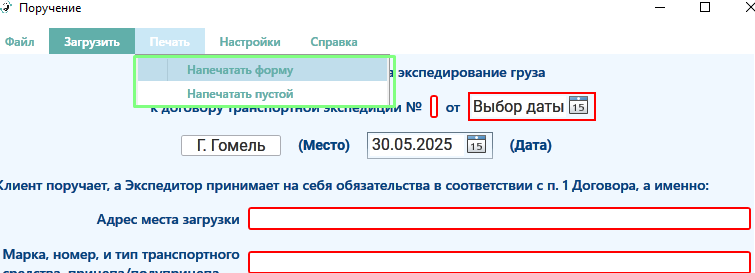 Поручение
Файл Загрузить Печать Настройки Справка
Напечатать форму
Напечатать пустой
а экспедирование груза
к договору транспортной экспедиции № от Выбор даты 15
Г. Гомель (Место) 30.05.2025 15 (Дата)
Клиент поручает, а Экспедитор принимает на себя обязательства в соответствии с п. 1 Договора, а именно:
Адрес места загрузки
Марка, номер, и тип транспортного
средства, прицепа/полуприцепа